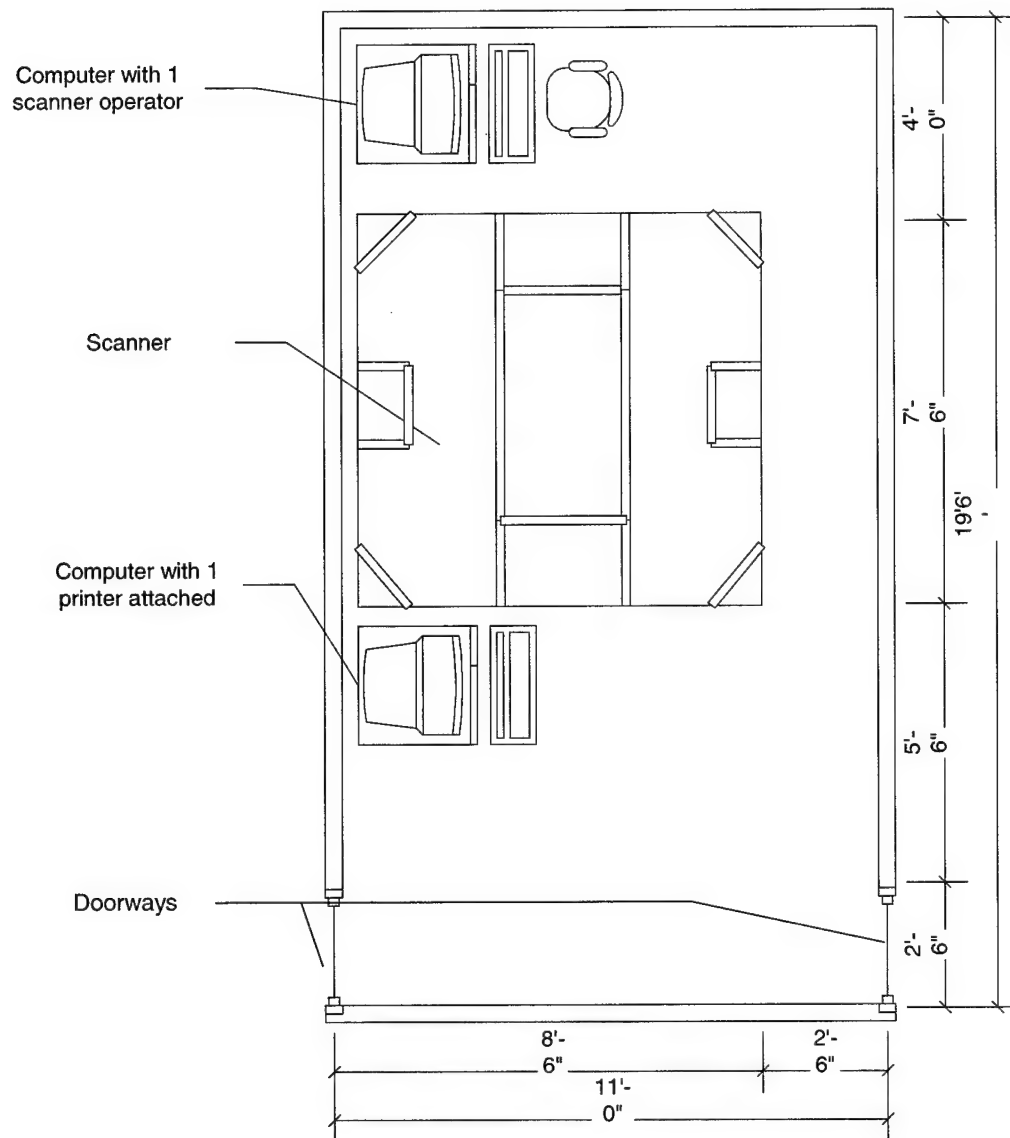 Computer with 1
scanner operator
4'-
0"
Scanner
7'-
6"
19'6'
'
Computer with 1
printer attached
5'-
6"
Doorways
2'-
6"
8'-
6"
2'-
6"
11'-
0"